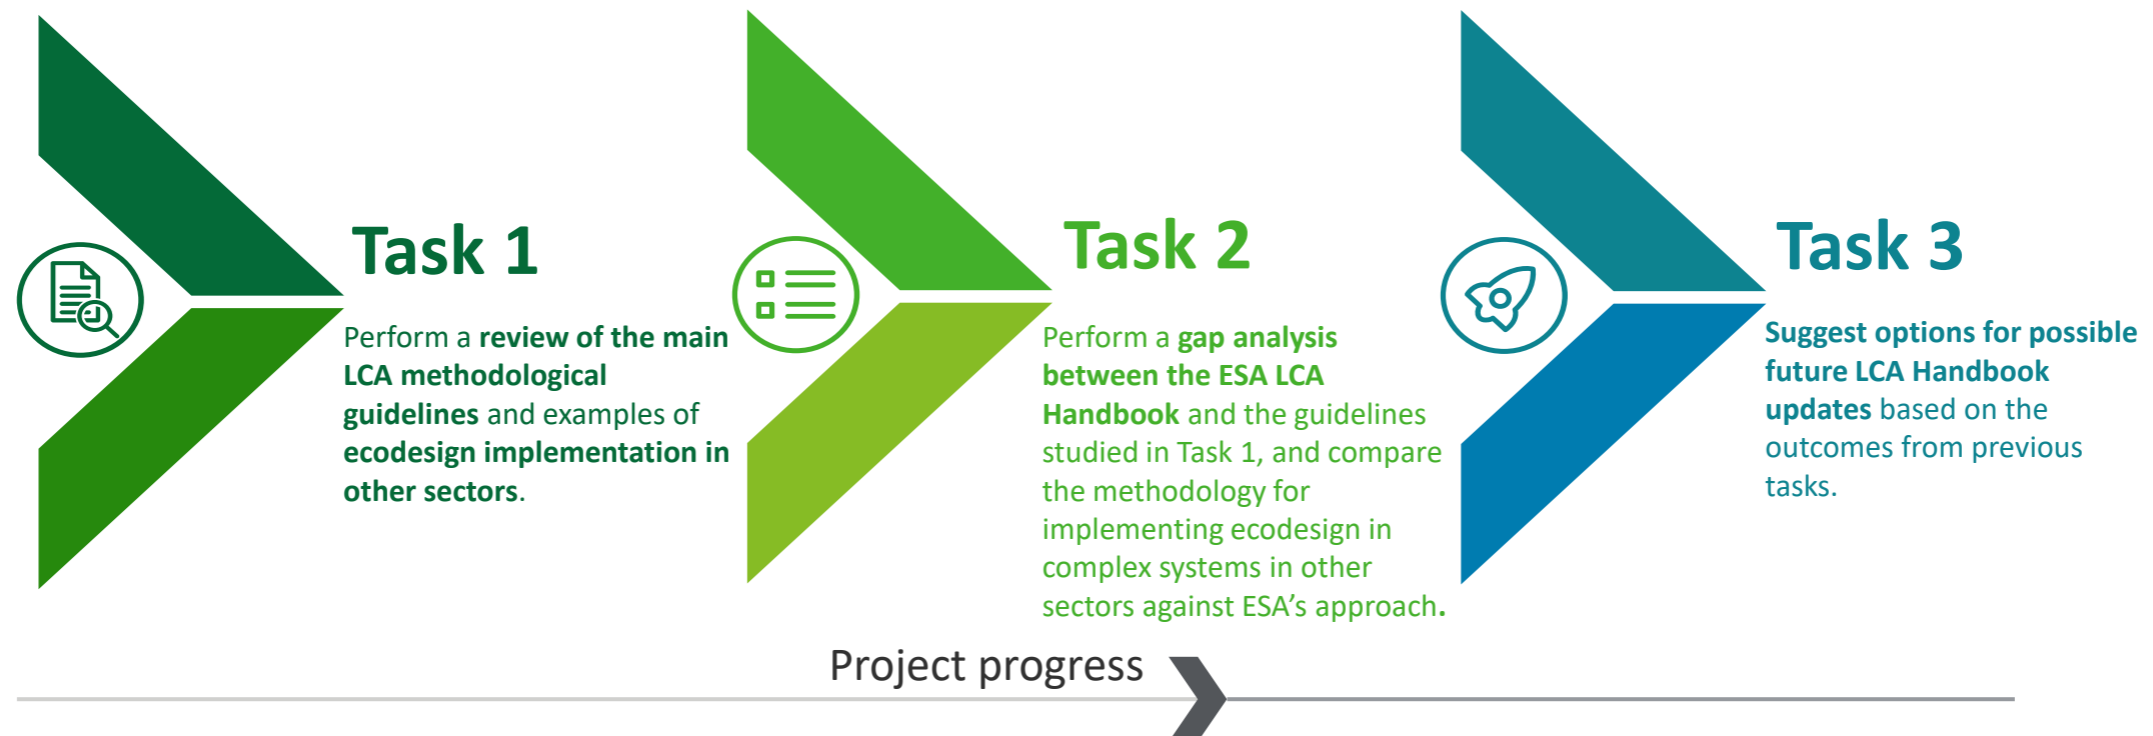 Task 1
Perform a review of the main
LCA methodological
guidelines and examples of
ecodesign implementation in
other sectors.
Task 2
Perform a gap analysis
between the ESA LCA
Handbook and the guidelines
studied in Task 1, and compare
the methodology for
implementing ecodesign in
complex systems in other
sectors against ESA’s approach.
Task 3
Suggest options for possible
future LCA Handbook
updates based on the
outcomes from previous
tasks.
Project progress